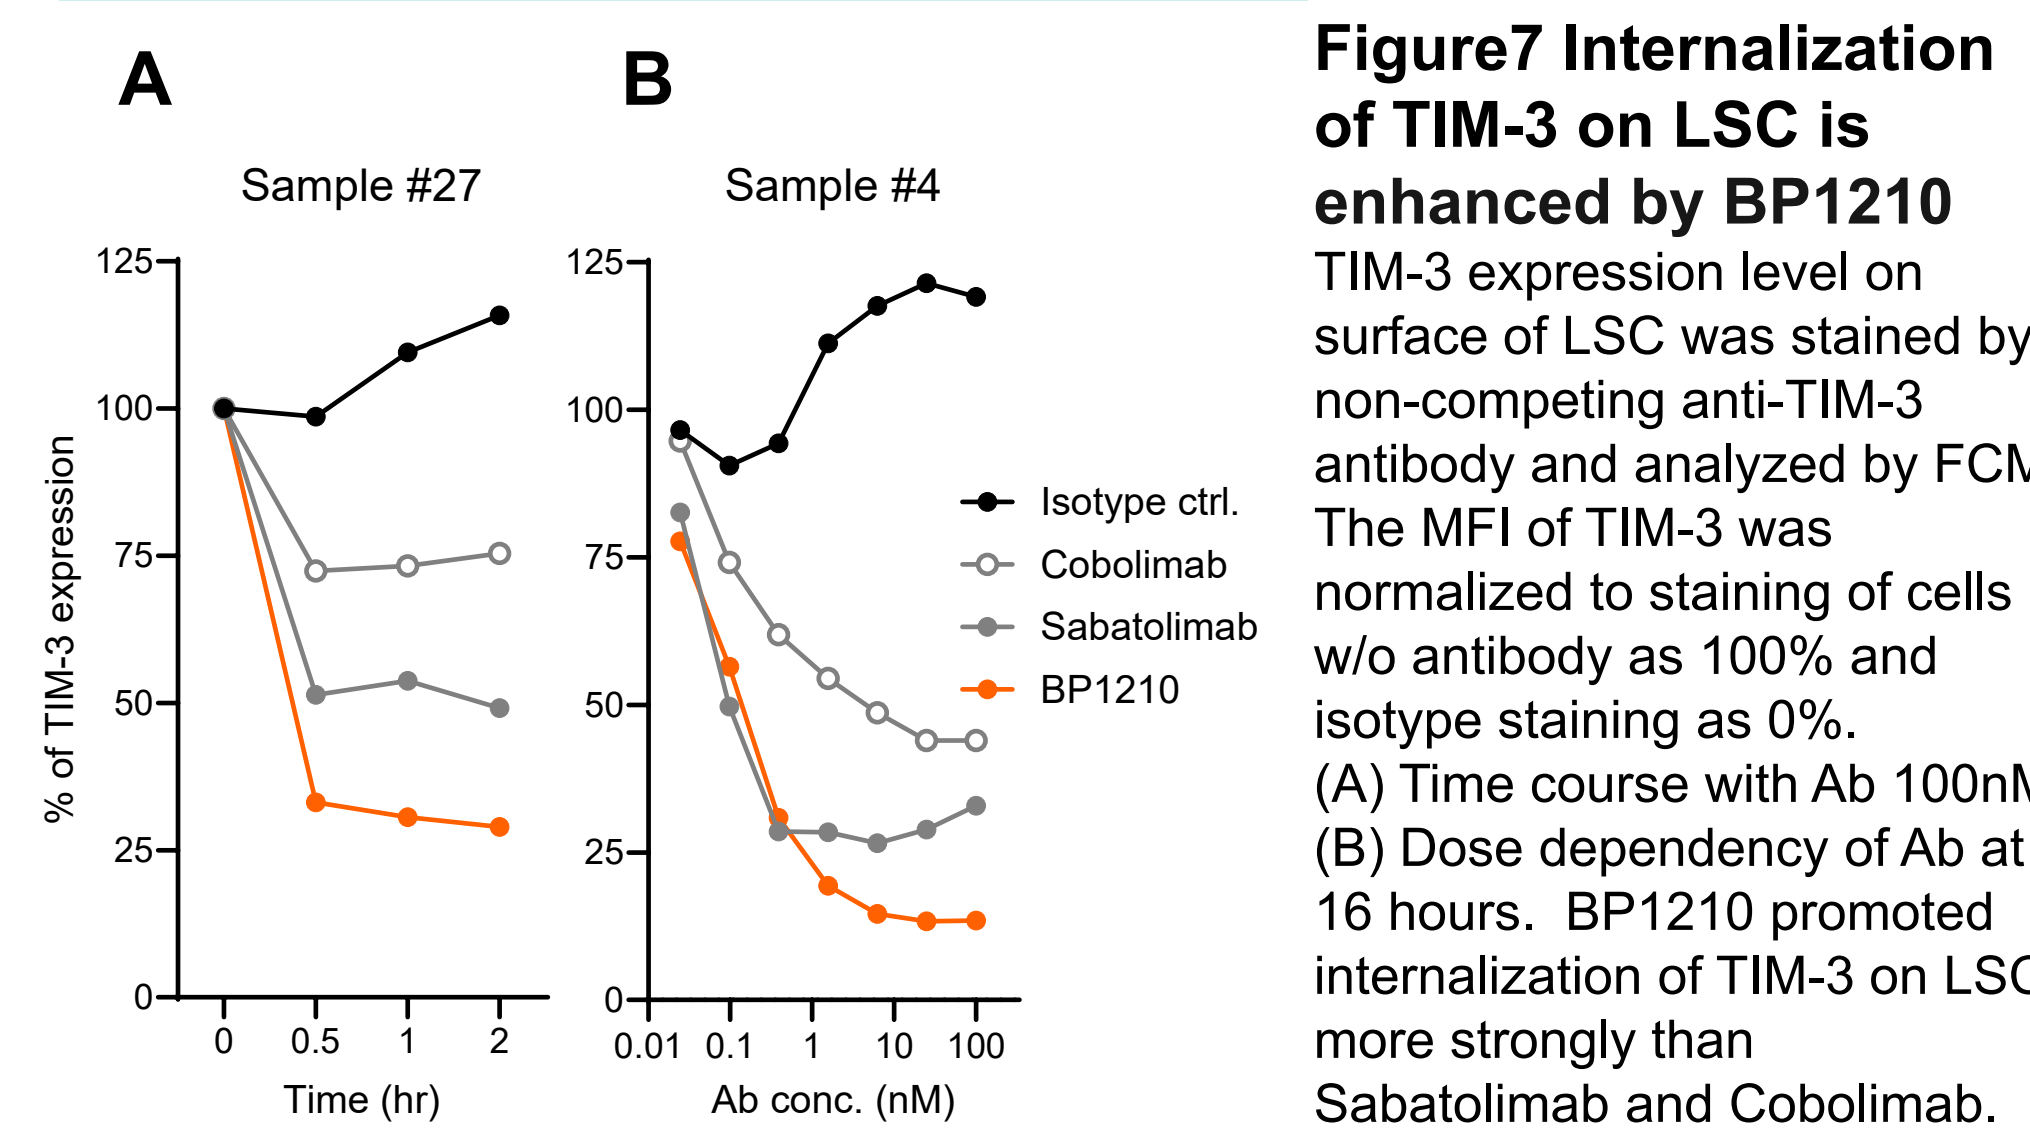 A
B
Sample #27
Sample #4
125
100
75
50
25
0
% of TIM-3 expression
0
0.5
1
2
Time (hr)
125
100
75
50
25
0
0.01
0.1
1
10
100
Ab conc. (nM)
Isotype ctrl.
Cobolimab
Sabatolimab
BP1210
Figure7 Internalization
of TIM-3 on LSC is
enhanced by BP1210
TIM-3 expression level on
surface of LSC was stained by
non-competing anti-TIM-3
antibody and analyzed by FCM
The MFI of TIM-3 was
normalized to staining of cells
w/o antibody as 100% and
isotype staining as 0%.
(A) Time course with Ab 100nM
(B) Dose dependency of Ab at
16 hours. BP1210 promoted
internalization of TIM-3 on LSC
more strongly than
Sabatolimab and Cobolimab.